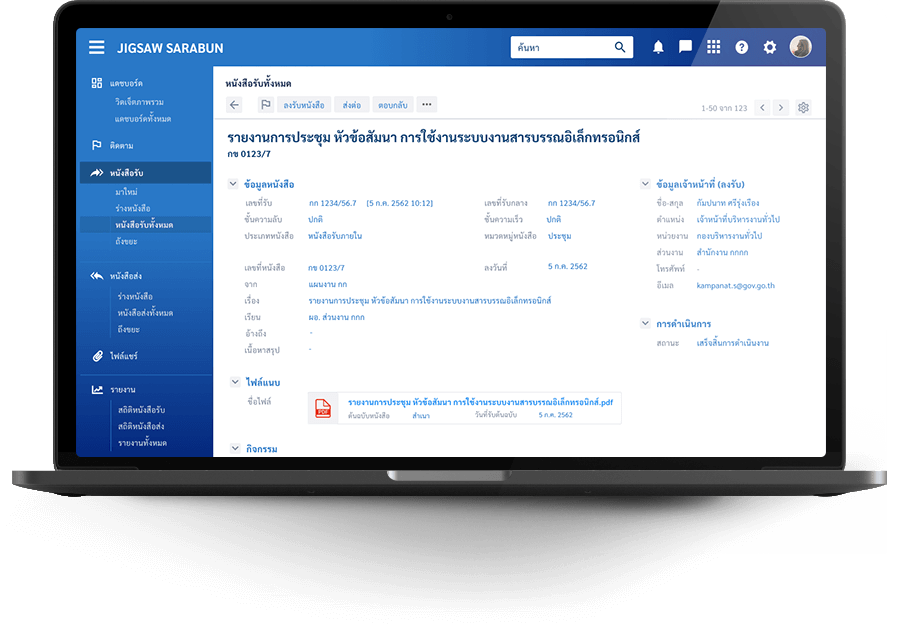 JIGSAW SARABUN
ค้นหา
แดชบอร์ด
วิดเจ็ตภาพรวม
แดชบอร์ดทั้งหมด
ติดตาม
หนังสือรับ
มาใหม่
ร่างหนังสือ
หนังสือรับทั้งหมด
ถังขยะ
หนังสือส่ง
ร่างหนังสือ
หนังสือส่งทั้งหมด
ถังขยะ
ไฟล์แชร์
รายงาน
สถิติหนังสือรับ
สถิติหนังสือส่ง
รายงานทั้งหมด
หนังสือรับทั้งหมด
ลงรับหนังสือ ส่งต่อ ตอบกลับ ...
1-50 จาก 123
รายงานการประชุม หัวข้อสัมนา การใช้งานระบบงานสารบรรณอิเล็กทรอนิกส์
กข 0123/7
ข้อมูลหนังสือ
เลขที่รับ กก 1234/56.7 [5 ก.ค. 2562 10:12] เลขที่รับกลาง กก 1234/56.7
ชั้นความลับ ปกติ ชั้นความเร็ว ปกติ
ประเภทหนังสือ หนังสือรับภายใน หมวดหมู่หนังสือ ประชุม
เลขที่หนังสือ กข 0123/7 ลงวันที่ 5 ก.ค. 2562
จาก แผนงาน กก
เรื่อง รายงานการประชุม หัวข้อสัมนา การใช้งานระบบงานสารบรรณอิเล็กทรอนิกส์
เรียน ผอ. ส่วนงาน กกก
อ้างถึง -
เนื้อหาสรุป -
ไฟล์แนบ
ชื่อไฟล์
PDF
รายงานการประชุม หัวข้อสัมนา การใช้งานระบบงานสารบรรณอิเล็กทรอนิกส์.pdf
ต้นฉบับหนังสือ สำเนา วันที่รับต้นฉบับ 5 ก.ค. 2562
กิจกรรม
ข้อมูลเจ้าหน้าที่ (ลงรับ)
ชื่อ-สกุล กัมปนาท ศรีรุ่งเรือง
ตำแหน่ง เจ้าหน้าที่บริหารงานทั่วไป
หน่วยงาน กองบริหารงานทั่วไป
ส่วนงาน สำนักงาน กกกก
โทรศัพท์ -
อีเมล kampanat.s@gov.go.th
การดำเนินการ
สถานะ เสร็จสิ้นการดำเนินงาน